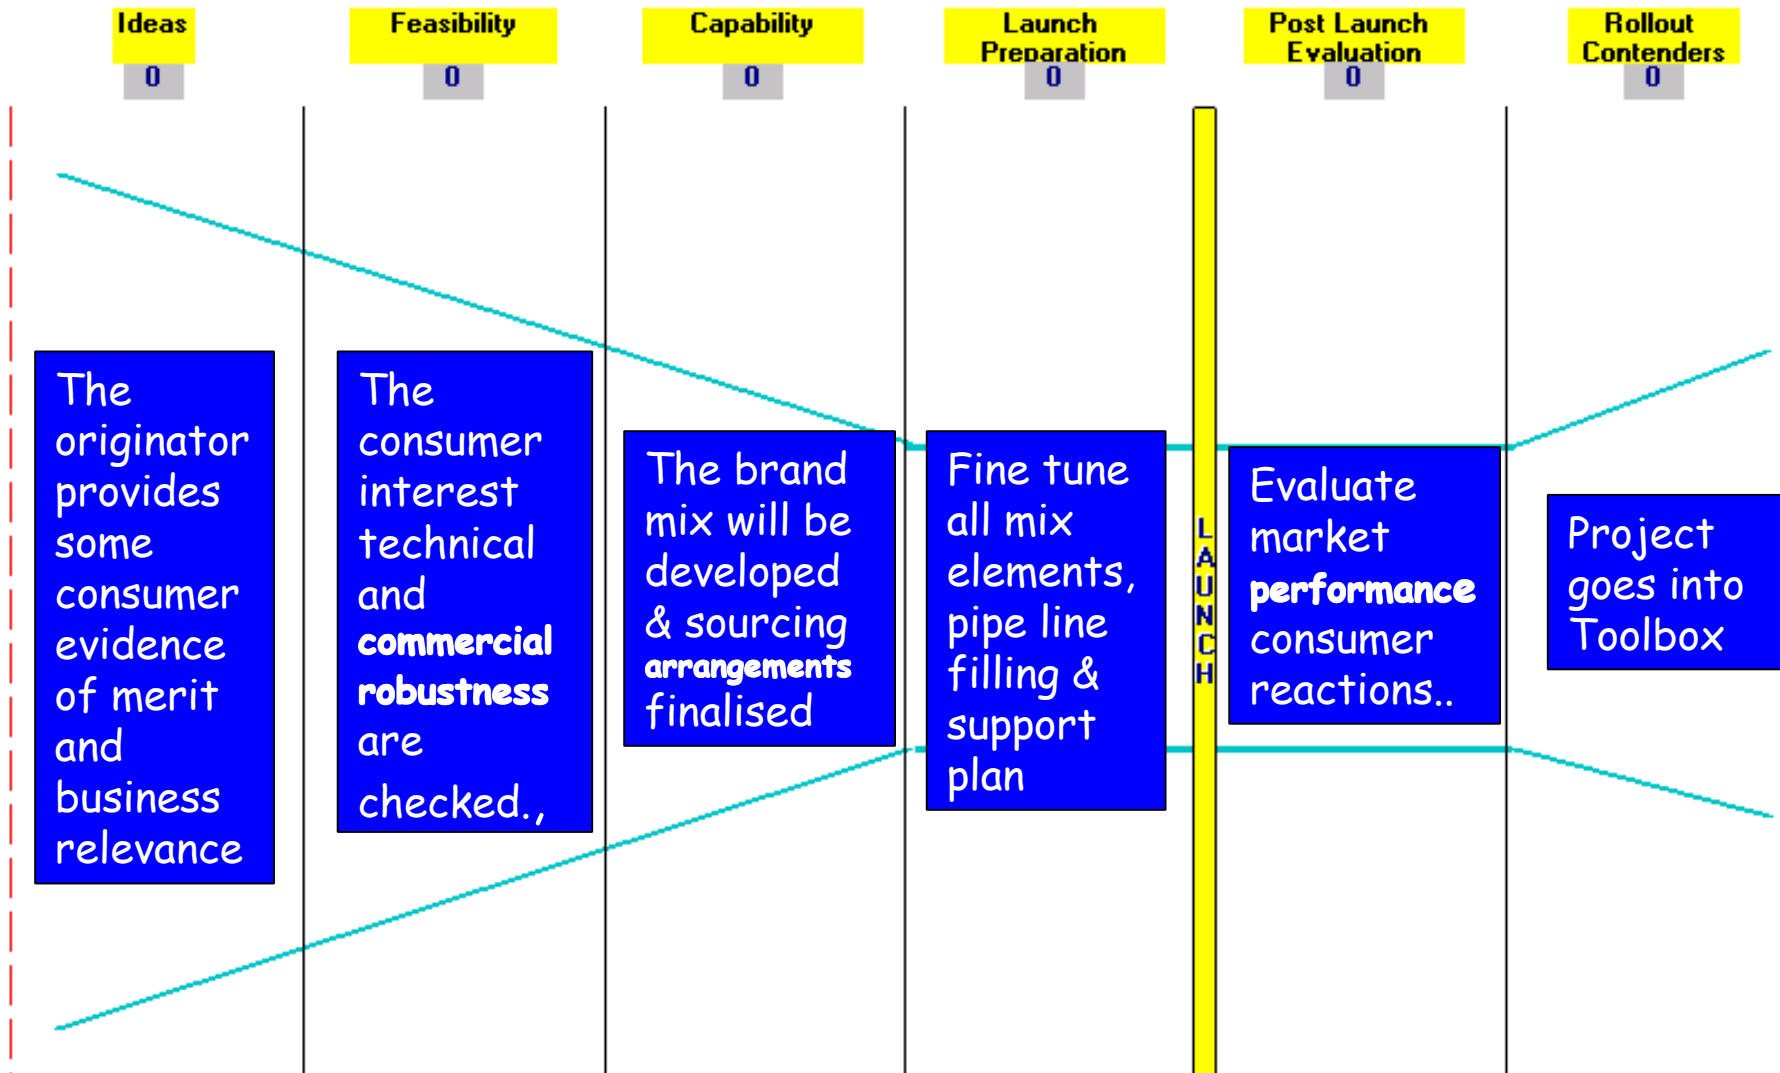 Ideas
0
Feasibility
0
Capability
0
Launch
Preparation
0
Post Launch
Evaluation
0
Rollout
Contenders
0
The
originator
provides
some
consumer
evidence
of merit
and
business
relevance
The
consumer
interest
technical
and
commercial
robustness
are
checked.,
The brand
mix will be
developed
& sourcing
arrangements
finalised
Fine tune
all mix
elements,
pipe line
filling &
support
plan
LAUNCH
Evaluate
market
performance
consumer
reactions..
Project
goes into
Toolbox